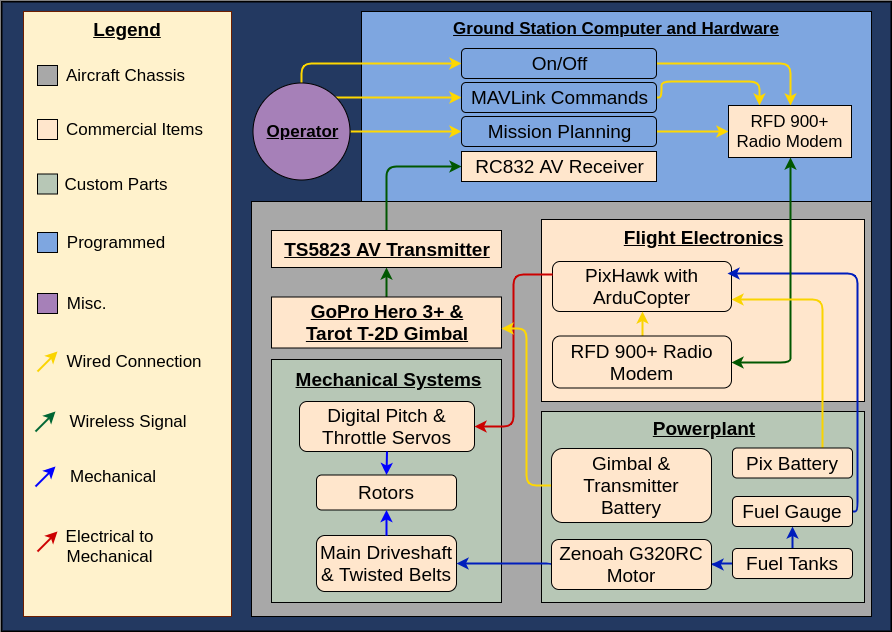 Legend
Aircraft Chassis
Commercial Items
Custom Parts
Programmed
Misc.
Wired Connection
Wireless Signal
Mechanical
Electrical to
Mechanical
Ground Station Computer and Hardware
Operator
On/Off
MAVLink Commands
Mission Planning
RC832 AV Receiver
RFD 900+
Radio Modem
TS5823 AV Transmitter
GoPro Hero 3+ &
Tarot T-2D Gimbal
Flight Electronics
PixHawk with
ArduCopter
RFD 900+ Radio
Modem
Mechanical Systems
Digital Pitch &
Throttle Servos
Rotors
Main Driveshaft
& Twisted Belts
Powerplant
Gimbal &
Transmitter
Battery
Pix Battery
Fuel Gauge
Zenoah G320RC
Motor
Fuel Tanks